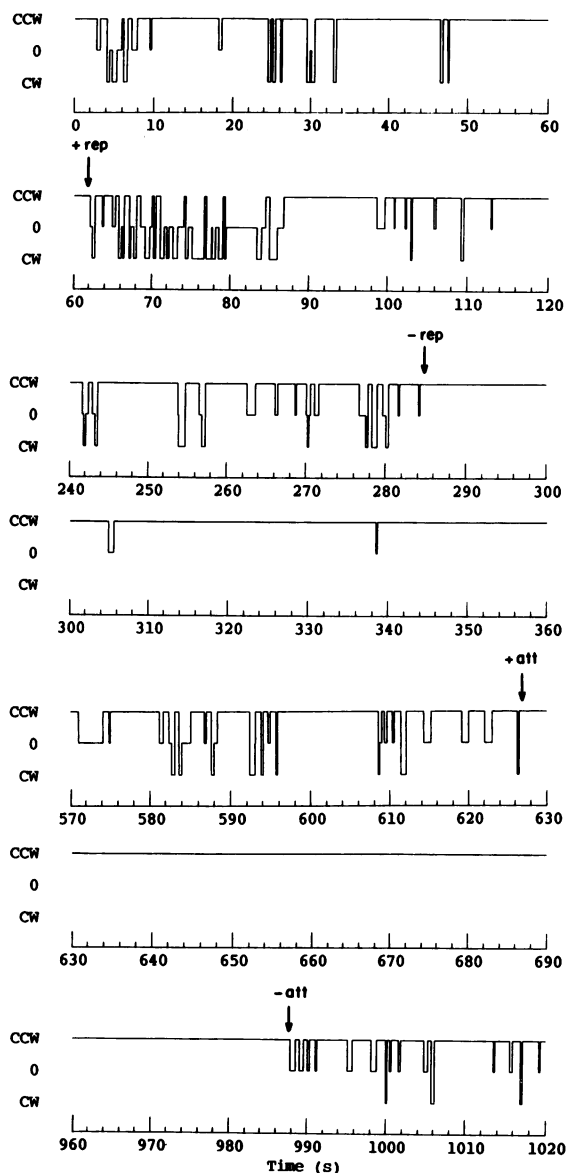 CCW
0
CW
0 10 20 30 40 50 60
+ rep
CCW
0
CW
60 70 80 90 100 110 120
- rep
CCW
0
CW
240 250 260 270 280 290 300
CCW
0
CW
300 310 320 330 340 350 360
+ att
CCW
0
CW
570 580 590 600 610 620 630
CCW
0
CW
630 640 650 660 670 680 690
- att
CCW
0
CW
960 970 980 990 1000 1010 1020
Time (s)